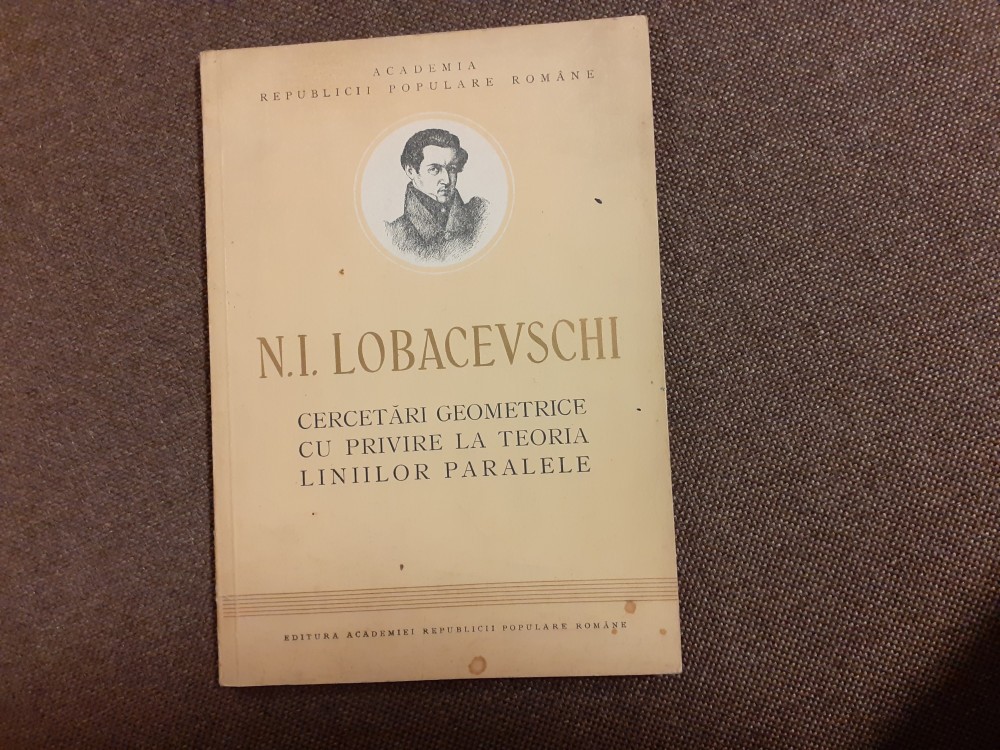 ACADEMIA
REPUBLICII POPULARE ROMÂNE
N.I. LOBACEVSCHI
CERCETĂRI GEOMETRICE
CU PRIVIRE LA TEORIA
LINIILOR PARALELE
EDITURA ACADEMIEI REPUBLICII POPULARE ROMÂNE